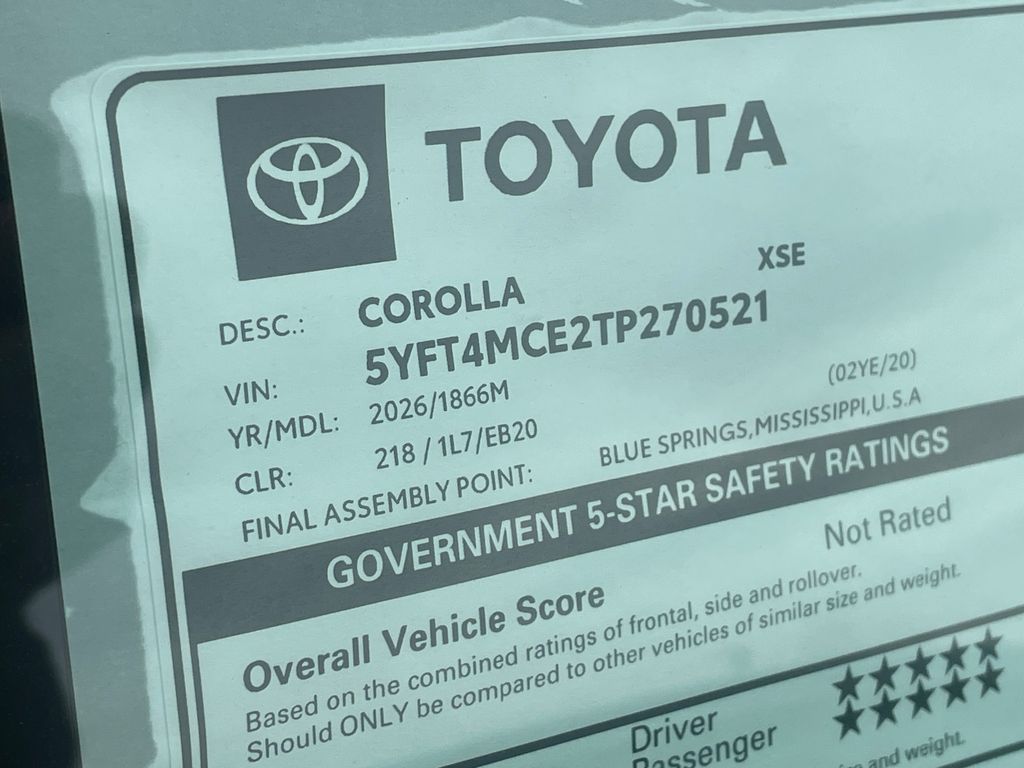 TOYOTA
DESC.: COROLLA XSE
VIN: 5YFT4MCE2TP270521
YR/MDL: 2026/1866M (02YE/20)
CLR: 218 / 1L7/EB20
FINAL ASSEMBLY POINT: BLUE SPRINGS,MISSISSIPPI,U.S.A
GOVERNMENT 5-STAR SAFETY RATINGS
Overall Vehicle Score Not Rated
Based on the combined ratings of frontal, side and rollover.
Should ONLY be compared to other vehicles of similar size and weight.
Driver ★★★★★
Passenger ★★★★★
and weight.